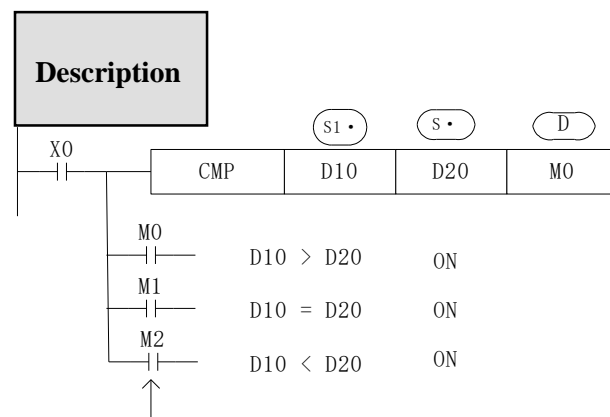 Description
S1· S· D
X0
CMP D10 D20 M0
M0
D10 > D20 ON
M1
D10 = D20 ON
M2
D10 < D20 ON